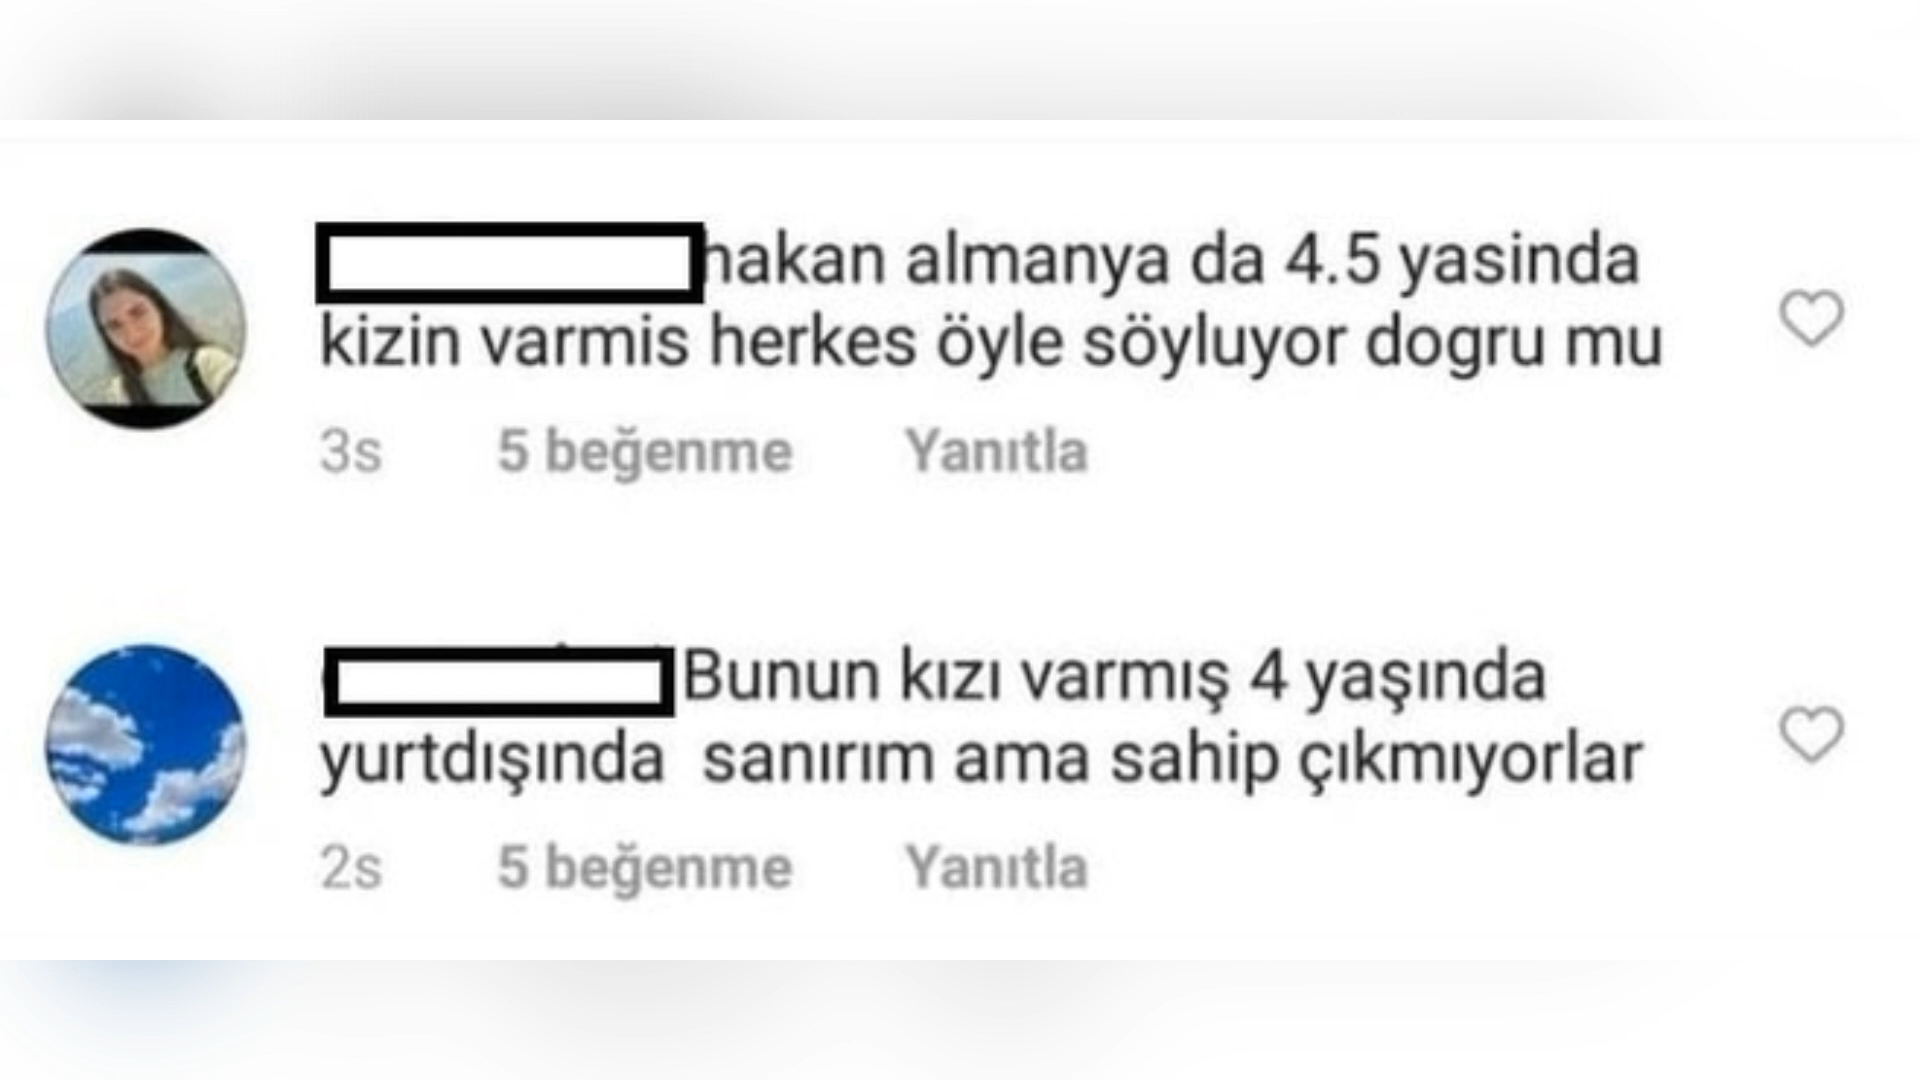 hakan almanya da 4.5 yasinda
kizin varmis herkes öyle söyluyor dogru mu
3s 5 beğenme Yanıtla
Bunun kızı varmış 4 yaşında
yurtdışında sanırım ama sahip çıkmıyorlar
2s 5 beğenme Yanıtla